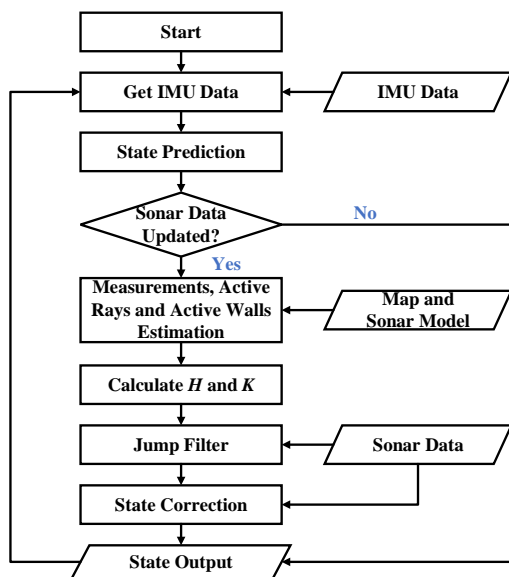 Start
Get IMU Data
IMU Data
State Prediction
Sonar Data
Updated?
No
Yes
Measurements, Active
Rays and Active Walls
Estimation
Map and
Sonar Model
Calculate H and K
Jump Filter
Sonar Data
State Correction
State Output